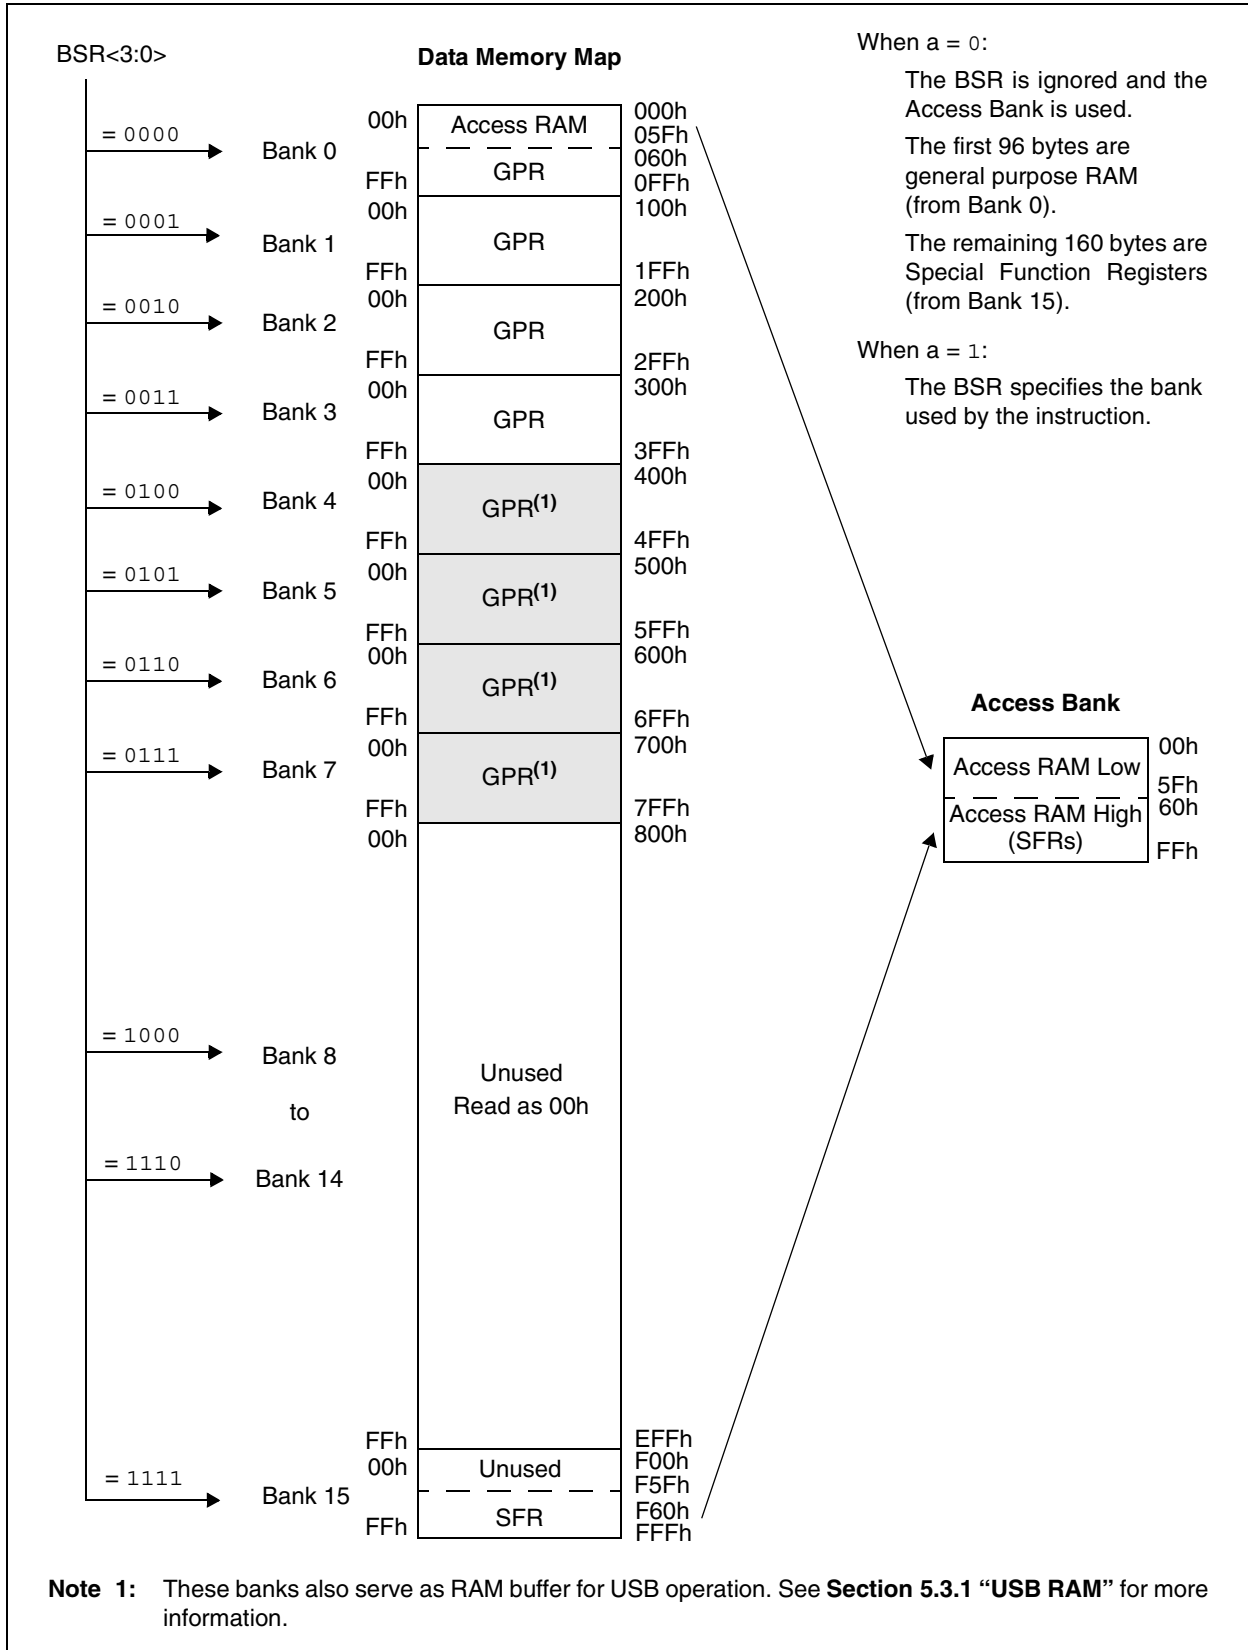 BSR<3:0>
Data Memory Map
When a = 0:
The BSR is ignored and the
Access Bank is used.
The first 96 bytes are
general purpose RAM
(from Bank 0).
The remaining 160 bytes are
Special Function Registers
(from Bank 15).
When a = 1:
The BSR specifies the bank
used by the instruction.
= 0000
Bank 0
00h
Access RAM
000h
05Fh
060h
GPR
FFh
0FFh
= 0001
Bank 1
00h
GPR
100h
FFh
1FFh
= 0010
Bank 2
00h
GPR
200h
FFh
2FFh
= 0011
Bank 3
00h
GPR
300h
FFh
3FFh
= 0100
Bank 4
00h
GPR(1)
400h
FFh
4FFh
= 0101
Bank 5
00h
GPR(1)
500h
FFh
5FFh
= 0110
Bank 6
00h
GPR(1)
600h
FFh
6FFh
= 0111
Bank 7
00h
GPR(1)
700h
FFh
7FFh
00h
800h
= 1000
Bank 8
to
= 1110
Bank 14
Unused
Read as 00h
FFh
EFFh
= 1111
Bank 15
00h
Unused
F00h
F5Fh
SFR
F60h
FFh
FFFh
Access Bank
Access RAM Low
00h
5Fh
Access RAM High
(SFRs)
60h
FFh
Note 1: These banks also serve as RAM buffer for USB operation. See Section 5.3.1 “USB RAM” for more
information.